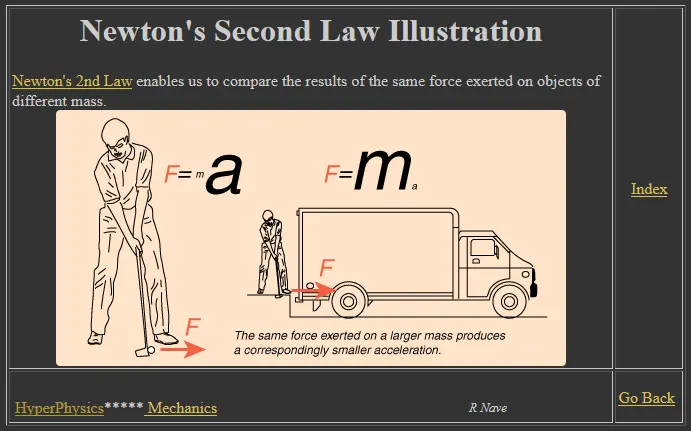 Newton's Second Law Illustration
Newton's 2nd Law enables us to compare the results of the same force exerted on objects of
different mass.
F= m a
F=m a
F
F
The same force exerted on a larger mass produces
a correspondingly smaller acceleration.
Index
HyperPhysics***** Mechanics
R Nave
Go Back